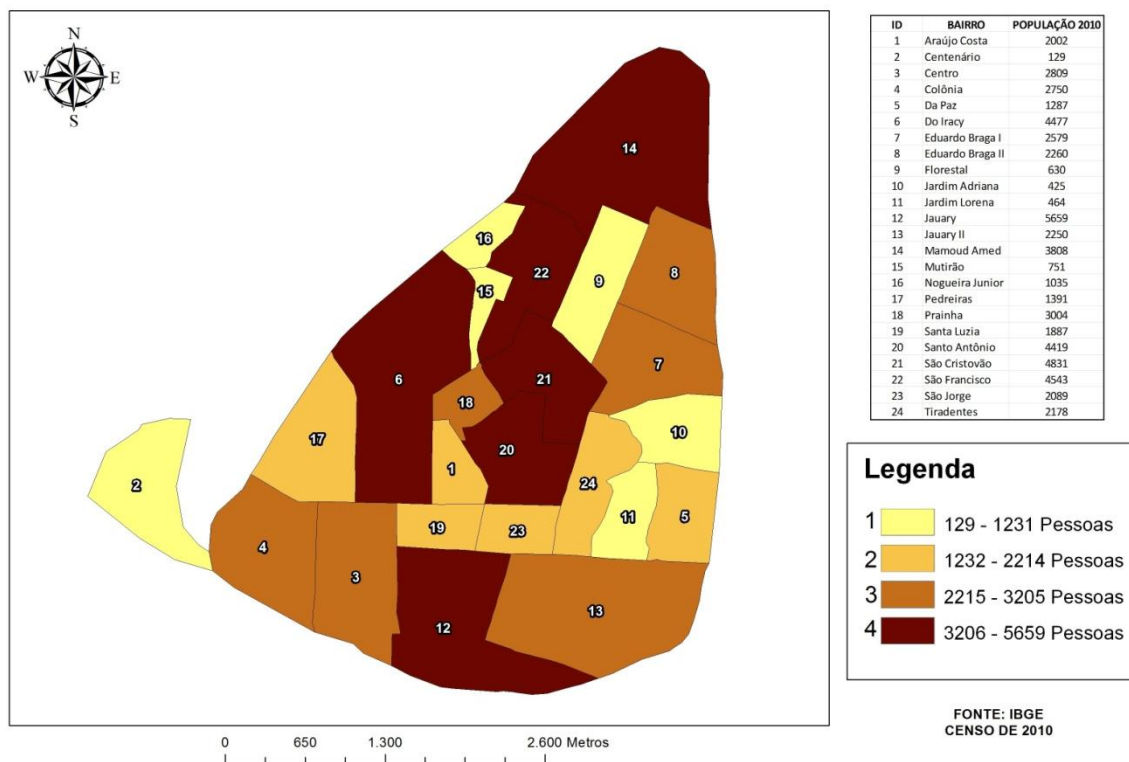 N
W E
S
14
16
22
15
9
8
6
21
7
18
17
10
1
20
2
24
11
5
19
23
4
3
12
13
0 650 1.300 2.600 Metros
ID BAIRRO POPULAÇÃO 2010
1 Araújo Costa 2002
2 Centenário 129
3 Centro 2809
4 Colônia 2750
5 Da Paz 1287
6 Do Iracy 4477
7 Eduardo Braga I 2579
8 Eduardo Braga II 2260
9 Florestal 630
10 Jardim Adriana 425
11 Jardim Lorena 464
12 Jauary 5659
13 Jauary II 2250
14 Mamoud Amed 3808
15 Mutirão 751
16 Nogueira Junior 1035
17 Pedreiras 1391
18 Prainha 3004
19 Santa Luzia 1887
20 Santo Antônio 4419
21 São Cristovão 4831
22 São Francisco 4543
23 São Jorge 2089
24 Tiradentes 2178
Legenda
1 129 - 1231 Pessoas
2 1232 - 2214 Pessoas
3 2215 - 3205 Pessoas
4 3206 - 5659 Pessoas
FONTE: IBGE
CENSO DE 2010